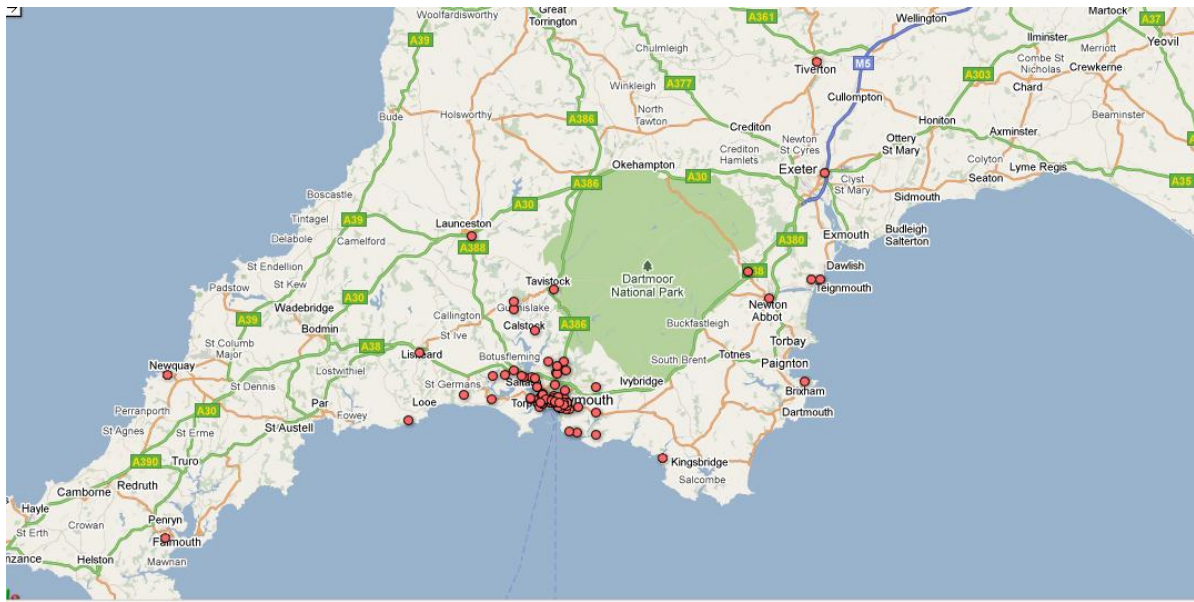 Woolfardisworthy
Great
Torrington
A361
Wellington
Martock
A37
Ilminster
Yeovil
A39
Chulmleigh
Tiverton
M5
Combe St
Nicholas
Merriott
Crewkerne
A377
A303
Chard
Winkleigh
Cullompton
Bude
Holsworthy
A386
North
Tawton
Crediton
Honiton
Beaminster
Newton
St Cyres
Ottery
St Mary
Axminster
Crediton
Hamlets
Okehampton
Colyton
Lyme Regis
Exeter
Clyst
St Mary
Seaton
A35
A386
A30
Sidmouth
Boscastle
A30
Tintagel
A39
Launceston
Delabole
Camelford
A388
A380
Exmouth
Budleigh
Salterton
St Endellion
St Kew
Dartmoor
National Park
Dawlish
Padstow
Tavistock
Teignmouth
A30
Wadebridge
Gunnislake
Newton
Abbot
A39
Callington
Calstock
A386
Buckfastleigh
Bodmin
St Ive
Torbay
St Columb
Major
A38
Liskeard
Botusfleming
South Brent
Totnes
Paignton
Newquay
Lostwithiel
St Germans
Ivybridge
St Dennis
Brixham
Perranporth
Par
Looe
Plymouth
Dartmouth
A30
Fowey
St Agnes
St Erme
St Austell
A390
Truro
Kingsbridge
Redruth
Salcombe
Camborne
Hayle
Crowan
Penryn
St Erth
Falmouth
Helston
Mawnan